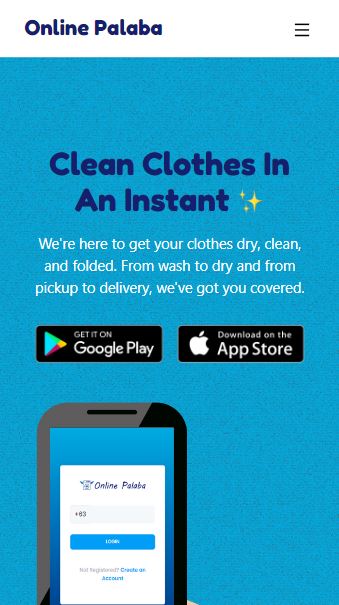 Online Palaba
Clean Clothes In
An Instant ✨
We're here to get your clothes dry, clean,
and folded. From wash to dry and from
pickup to delivery, we've got you covered.
GET IT ON
Google Play
Download on the
App Store
Online Palaba
+63
LOGIN
Not Registered? Create an
Account